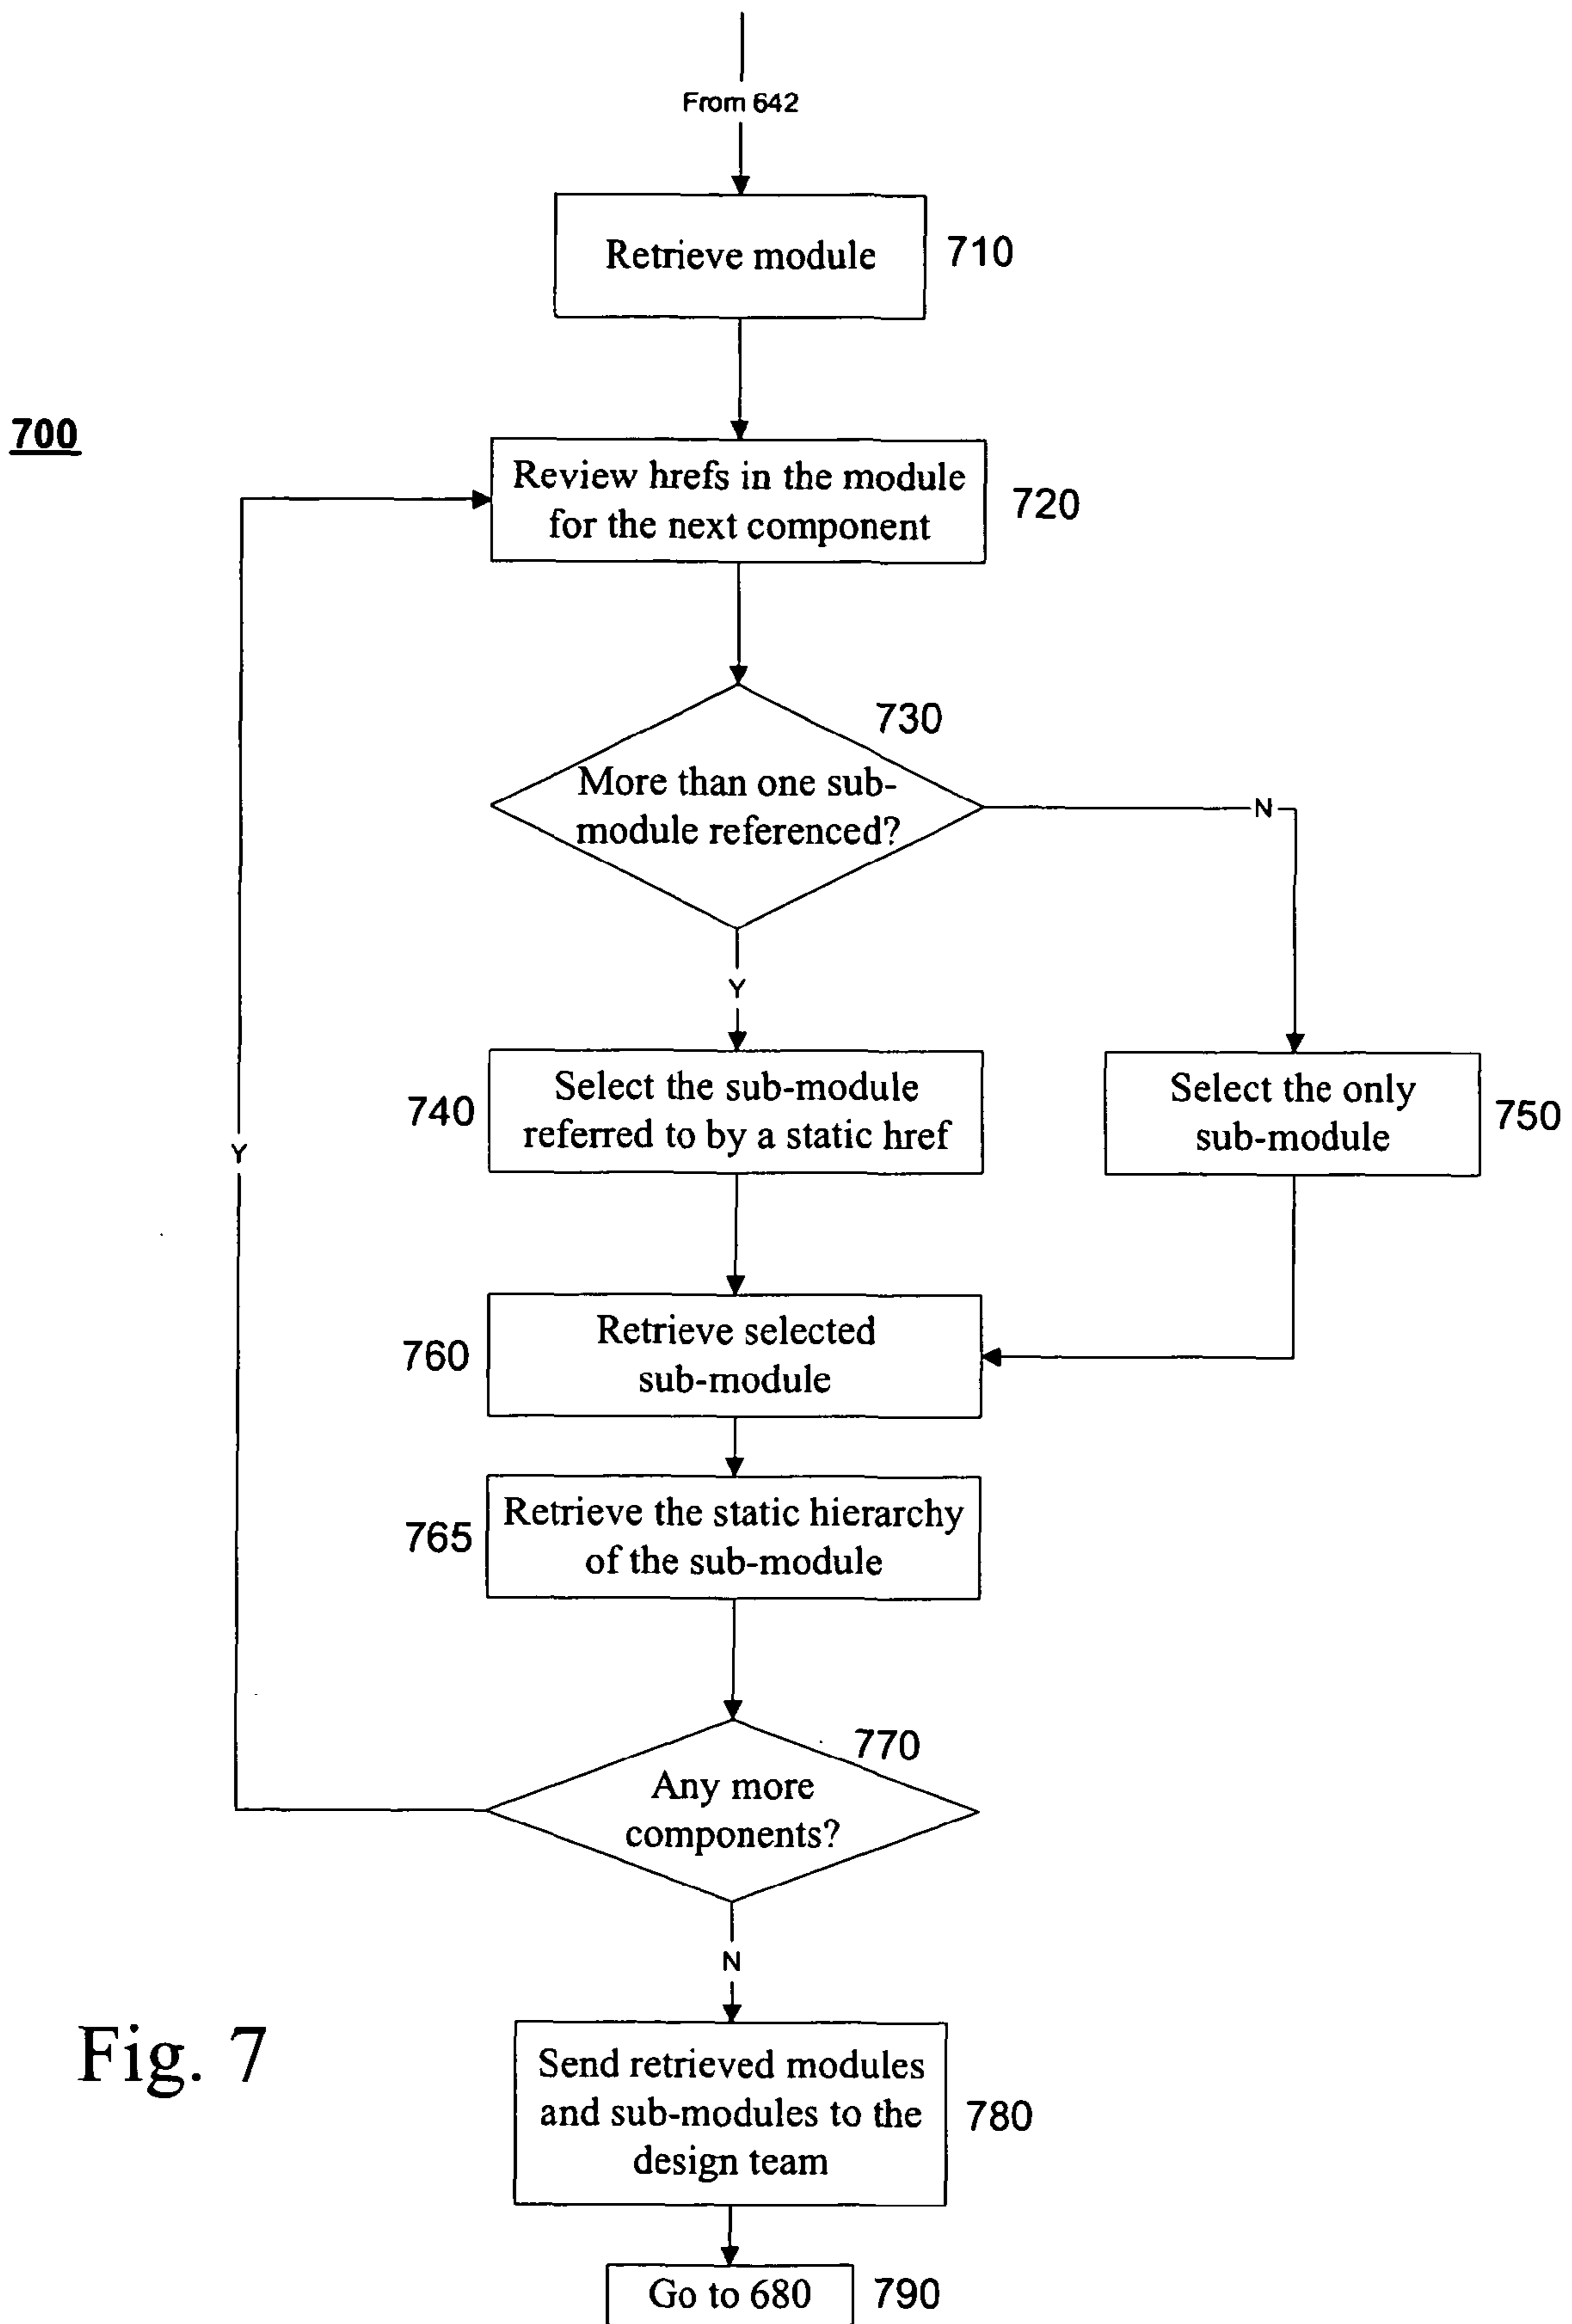 From 642
Retrieve module
710
700
Review hrefs in the module
for the next component
720
730
More than one sub-
module referenced?
N
Y
740
Select the sub-module
referred to by a static href
Select the only
sub-module
750
Y
760
Retrieve selected
sub-module
765
Retrieve the static hierarchy
of the sub-module
770
Any more
components?
N
Fig. 7
Send retrieved modules
and sub-modules to the
design team
780
Go to 680
790